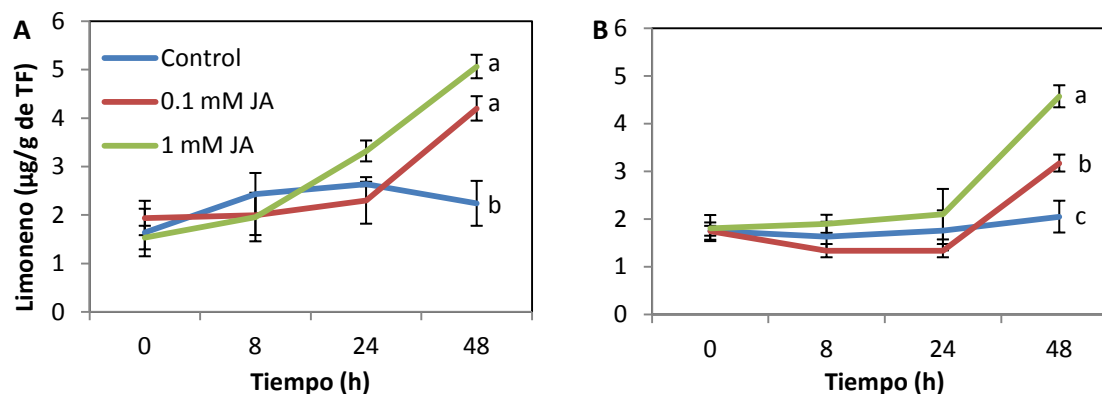 A
Limoneno (µg/g de TF)
6
5
4
3
2
1
0
Control
0.1 mM JA
1 mM JA
a
a
b
0 8 24 48
Tiempo (h)
B
6
5
4
3
2
1
0
a
b
c
0 8 24 48
Tiempo (h)